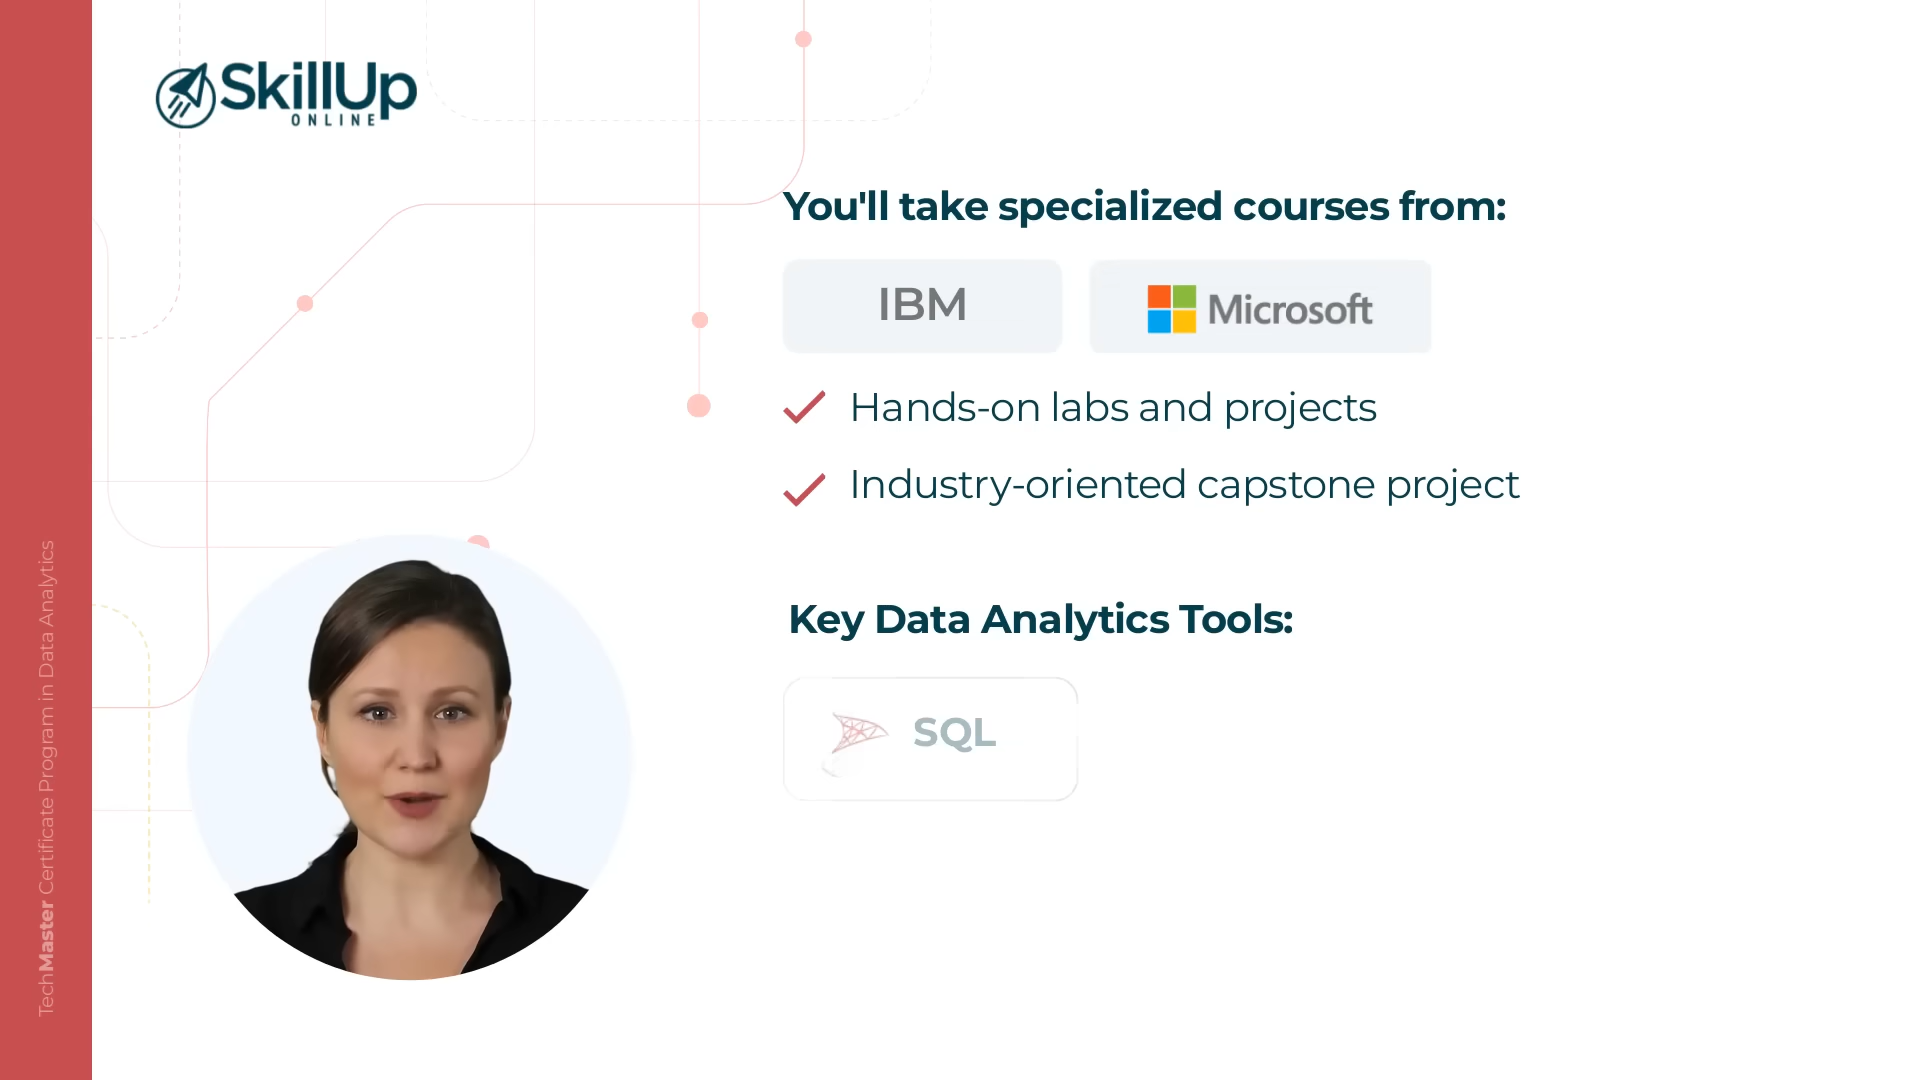 SkillUp
ONLINE
You'll take specialized courses from:
IBM
Microsoft
Hands-on labs and projects
Industry-oriented capstone project
Key Data Analytics Tools:
SQL
TechMaster Certificate Program in Data Analytics